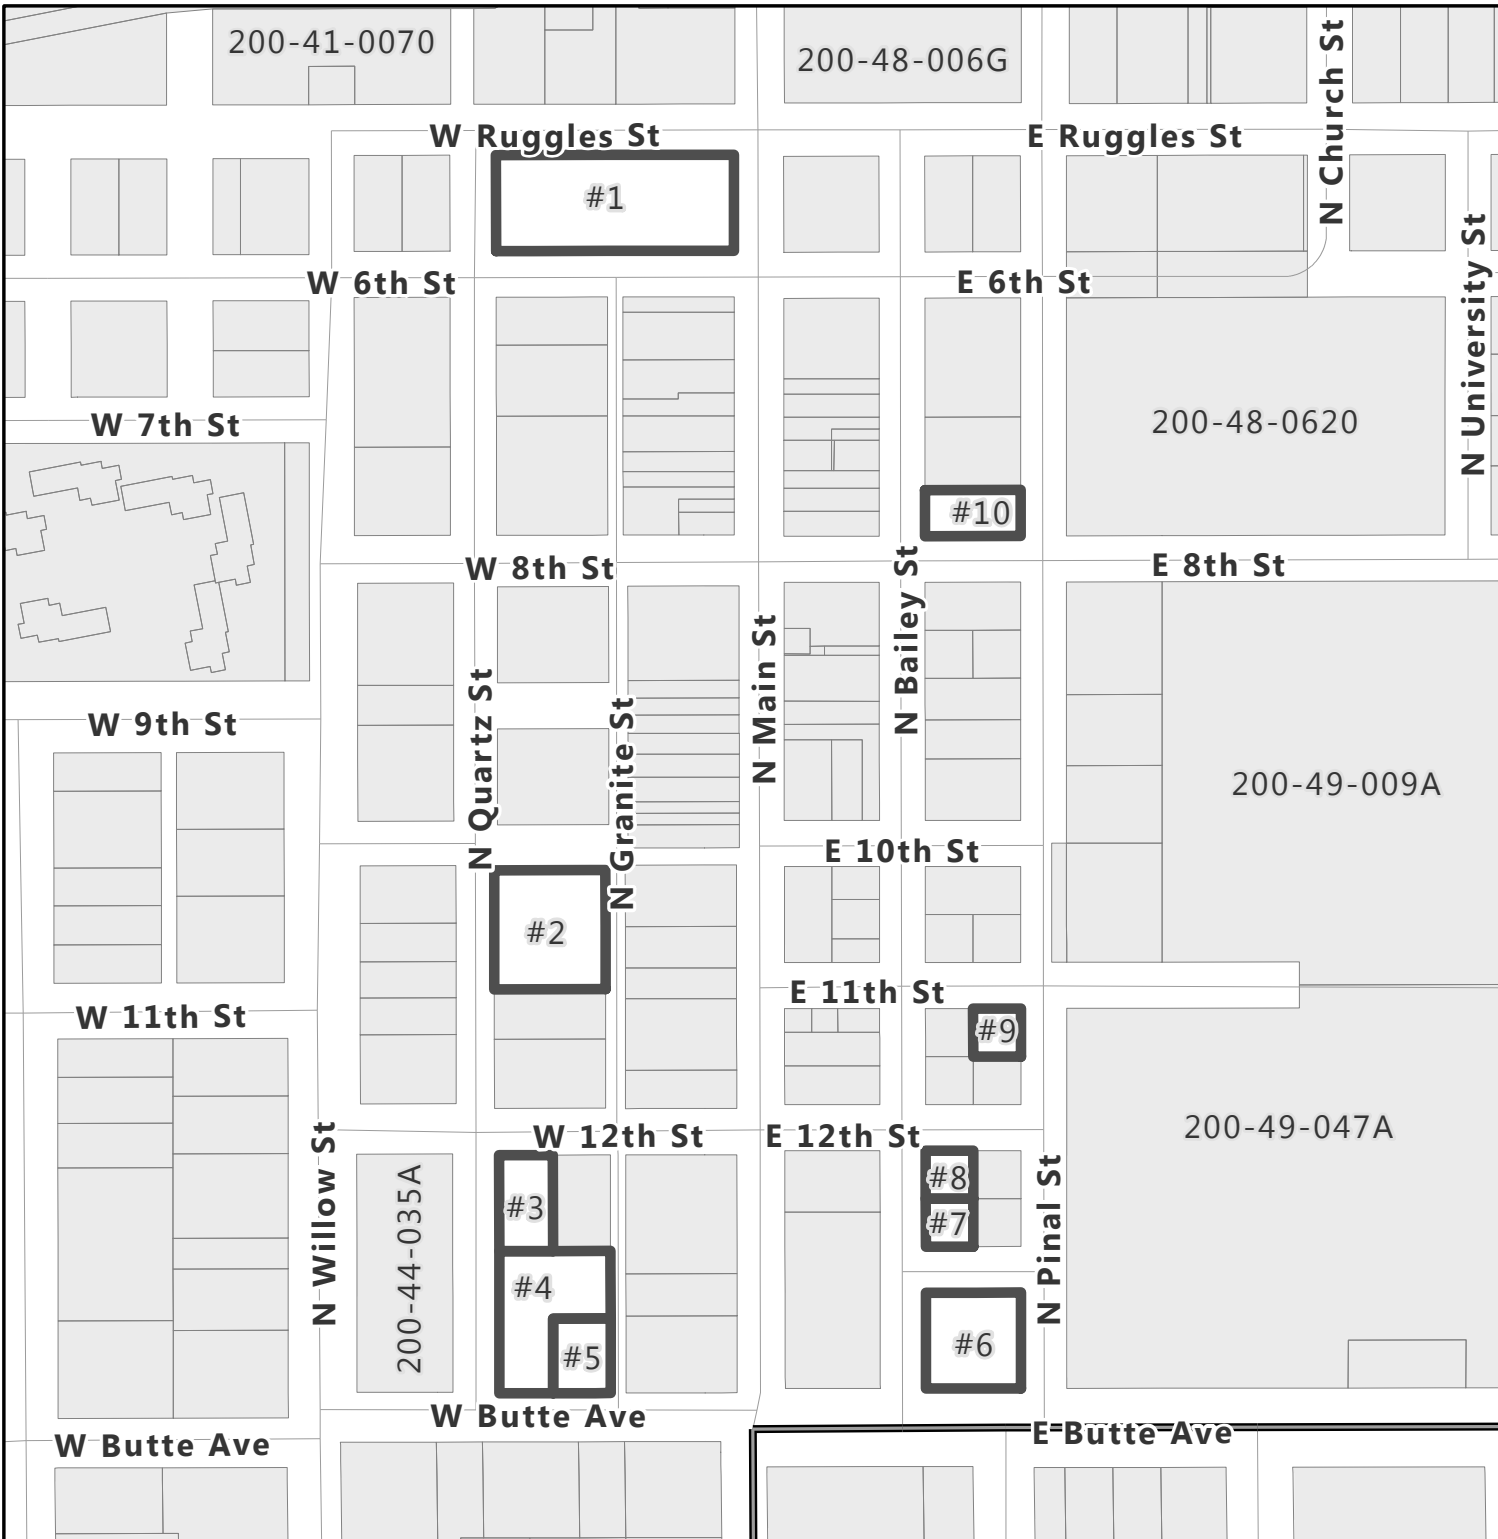 200-41-0070
200-48-006G
N Church St
W Ruggles St
E Ruggles St
#1
W 6th St
E 6th St
N University St
W 7th St
200-48-0620
#10
W 8th St
E 8th St
N Quartz St
N Granite St
N Main St
N Bailey St
W 9th St
200-49-009A
E 10th St
#2
E 11th St
W 11th St
#9
200-49-047A
W 12th St
E 12th St
#8
#7
#3
N Willow St
200-44-035A
N Pinal St
#4
#5
#6
W Butte Ave
W Butte Ave
E Butte Ave